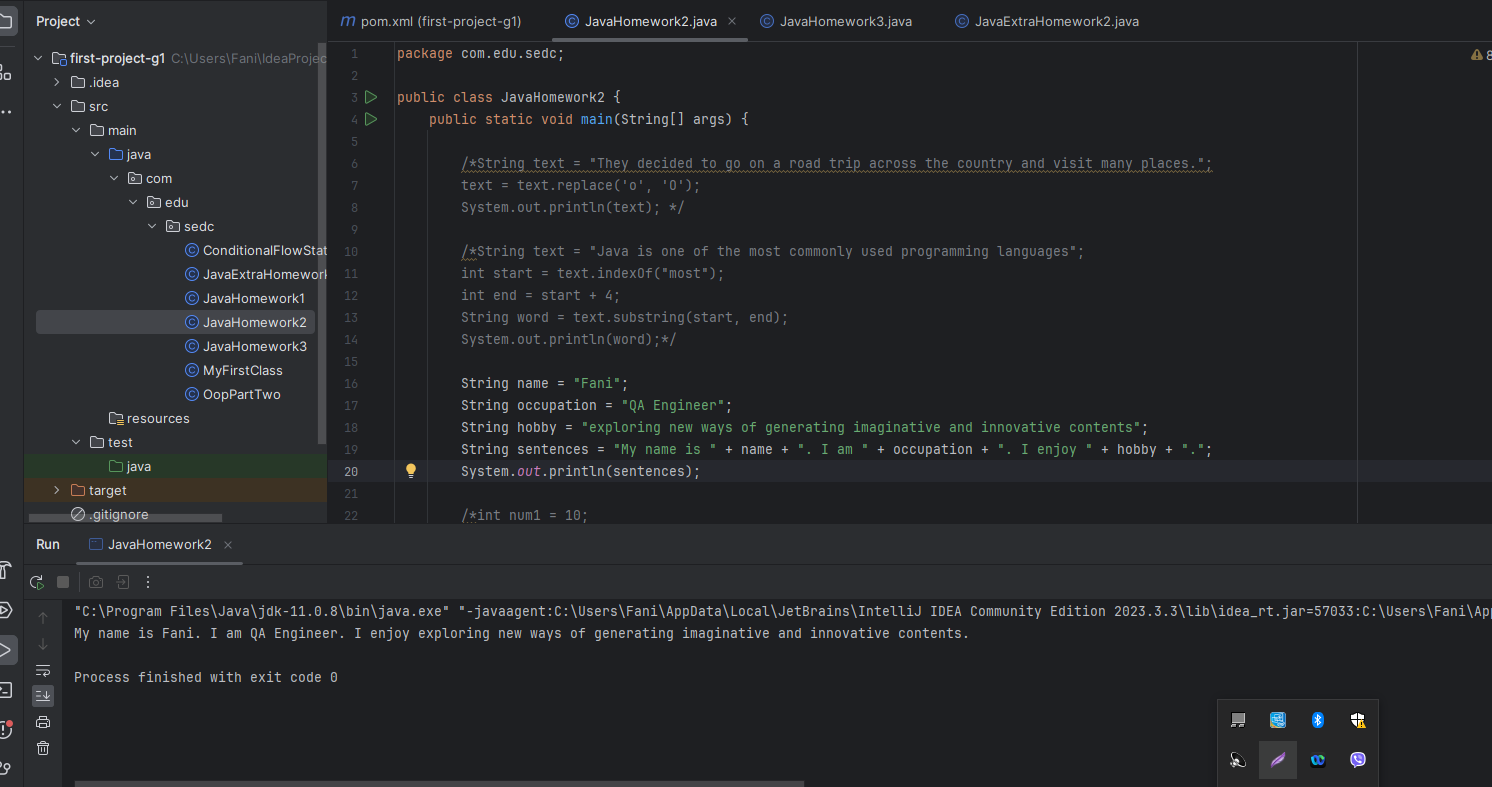 Project
pom.xml (first-project-g1)
JavaHomework2.java
JavaHomework3.java
JavaExtraHomework2.java
first-project-g1 C:\Users\Fani\IdeaProjec
.idea
src
main
java
com
edu
sedc
ConditionalFlowStat
JavaExtraHomework
JavaHomework1
JavaHomework2
JavaHomework3
MyFirstClass
OopPartTwo
resources
test
java
target
.gitignore
8
1 package com.edu.sedc;
2
3 public class JavaHomework2 {
4 public static void main(String[] args) {
5
6 /*String text = "They decided to go on a road trip across the country and visit many places.";
7 text = text.replace('o', 'O');
8 System.out.println(text); */
9
10 /*String text = "Java is one of the most commonly used programming languages";
11 int start = text.indexOf("most");
12 int end = start + 4;
13 String word = text.substring(start, end);
14 System.out.println(word);*/
15
16 String name = "Fani";
17 String occupation = "QA Engineer";
18 String hobby = "exploring new ways of generating imaginative and innovative contents";
19 String sentences = "My name is " + name + ". I am " + occupation + ". I enjoy " + hobby + ".";
20 System.out.println(sentences);
21
22 /*int num1 = 10;
Run
JavaHomework2
"C:\Program Files\Java\jdk-11.0.8\bin\java.exe" "-javaagent:C:\Users\Fani\AppData\Local\JetBrains\IntelliJ IDEA Community Edition 2023.3.3\lib\idea_rt.jar=57033:C:\Users\Fani\Ap
My name is Fani. I am QA Engineer. I enjoy exploring new ways of generating imaginative and innovative contents.
Process finished with exit code 0